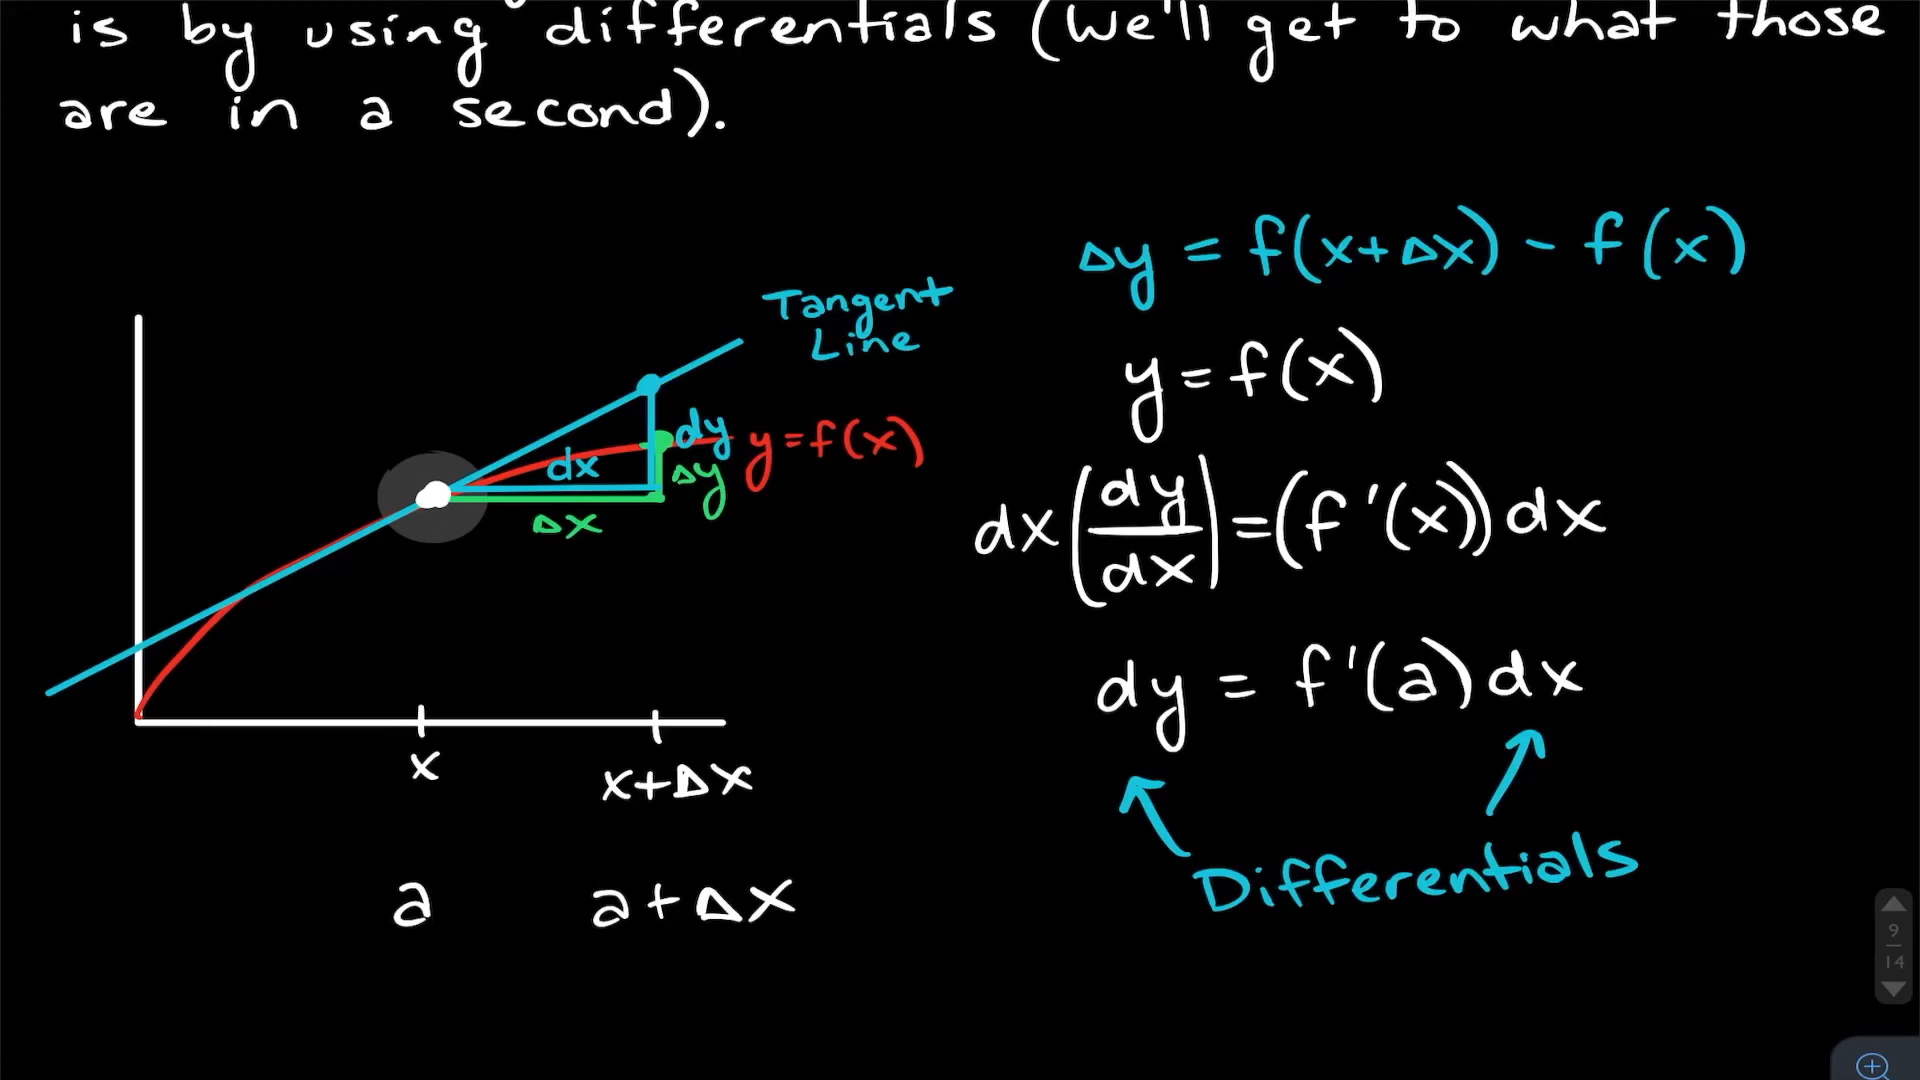 is by using differentials (we'll get to what those
are in a second).
Δy = f(x+Δx) - f(x)
Tangent
Line
y = f(x)
dy
y=f(x)
dx
Δy
Δx
dx(dy/dx) = (f'(x))dx
dy = f'(a)dx
x
x+Δx
Differentials
a
a+Δx
9
14